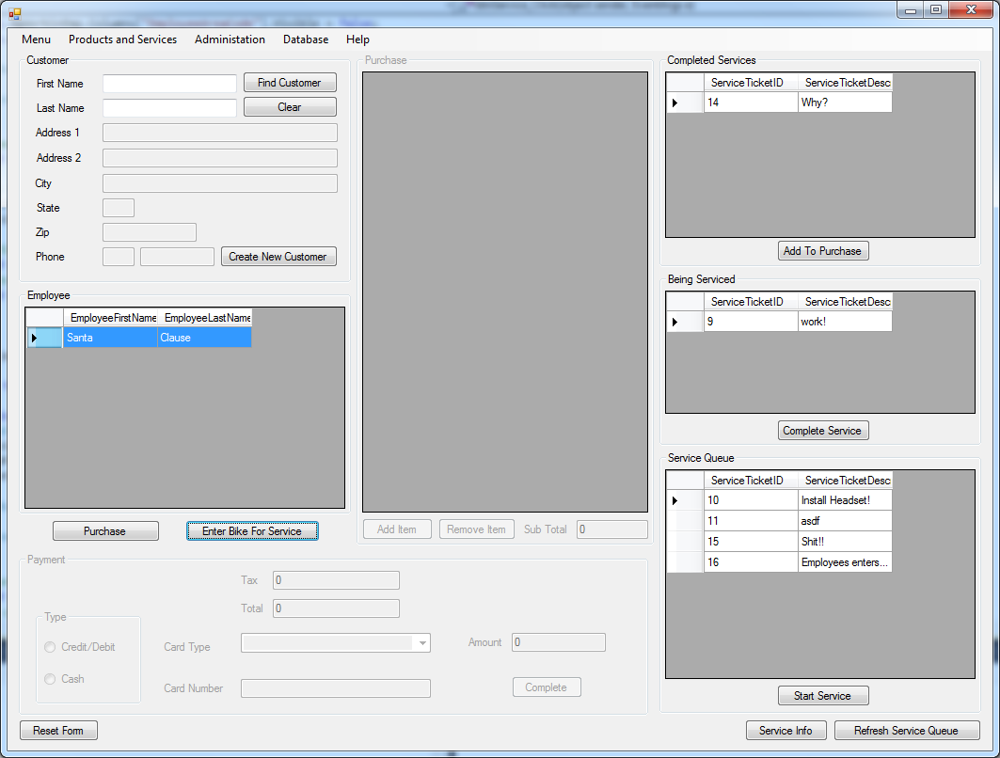 Menu Products and Services Administation Database Help
Customer
First Name Find Customer
Last Name Clear
Address 1
Address 2
City
State
Zip
Phone Create New Customer
Employee
EmployeeFirstName EmployeeLastName
Santa Clause
Purchase Enter Bike For Service
Purchase
Add Item Remove Item Sub Total 0
Payment
Tax 0
Total 0
Type
Credit/Debit
Cash
Card Type
Amount 0
Card Number
Complete
Reset Form
Completed Services
ServiceTicketID ServiceTicketDesc
14 Why?
Add To Purchase
Being Serviced
ServiceTicketID ServiceTicketDesc
9 work!
Complete Service
Service Queue
ServiceTicketID ServiceTicketDesc
10 Install Headset!
11 asdf
15 Shit!!
16 Employees enters...
Start Service
Service Info Refresh Service Queue